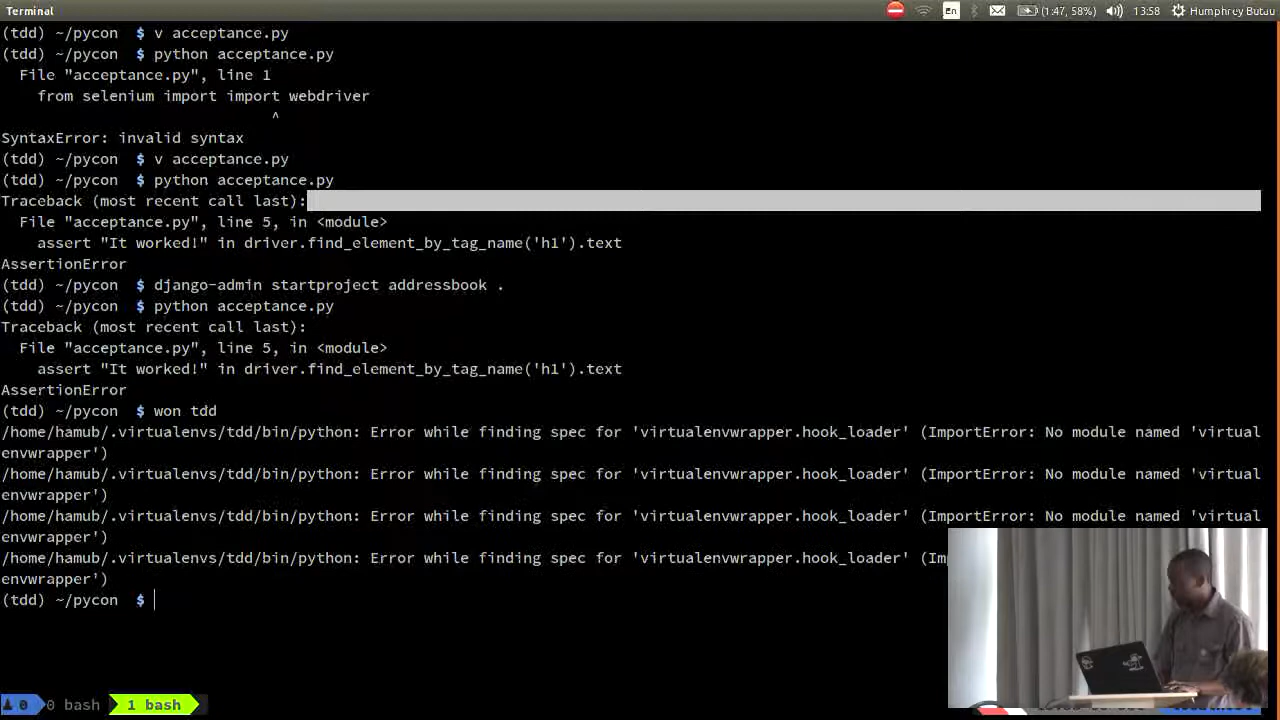 Terminal
En
(1:47, 58%)
13:58
Humphrey Butau
(tdd) ~/pycon $ v acceptance.py
(tdd) ~/pycon $ python acceptance.py
File "acceptance.py", line 1
from selenium import import webdriver
^
SyntaxError: invalid syntax
(tdd) ~/pycon $ v acceptance.py
(tdd) ~/pycon $ python acceptance.py
Traceback (most recent call last):
File "acceptance.py", line 5, in <module>
assert "It worked!" in driver.find_element_by_tag_name('h1').text
AssertionError
(tdd) ~/pycon $ django-admin startproject addressbook .
(tdd) ~/pycon $ python acceptance.py
Traceback (most recent call last):
File "acceptance.py", line 5, in <module>
assert "It worked!" in driver.find_element_by_tag_name('h1').text
AssertionError
(tdd) ~/pycon $ won tdd
/home/hamub/.virtualenvs/tdd/bin/python: Error while finding spec for 'virtualenvwrapper.hook_loader' (ImportError: No module named 'virtual
envwrapper')
/home/hamub/.virtualenvs/tdd/bin/python: Error while finding spec for 'virtualenvwrapper.hook_loader' (ImportError: No module named 'virtual
envwrapper')
/home/hamub/.virtualenvs/tdd/bin/python: Error while finding spec for 'virtualenvwrapper.hook_loader' (ImportError: No module named 'virtual
envwrapper')
/home/hamub/.virtualenvs/tdd/bin/python: Error while finding spec for 'virtualenvwrapper.hook_loader' (Im
envwrapper')
(tdd) ~/pycon $
0 0 bash 1 bash